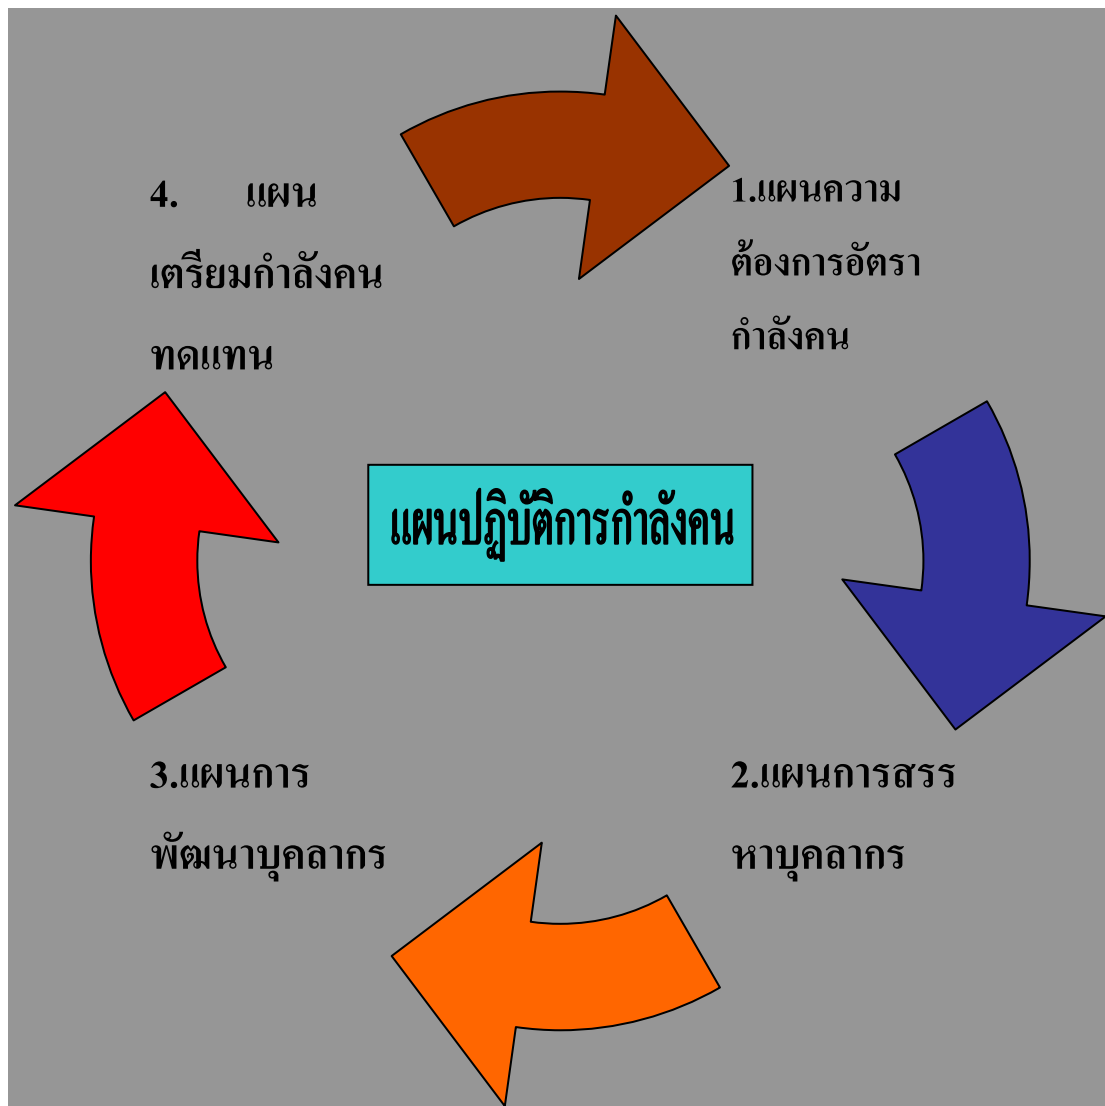 1.แผนความ
ต้องการอัตรา
กำลังคน
2.แผนการสรร
หาบุคลากร
3.แผนการ
พัฒนาบุคลากร
4. แผน
เตรียมกำลังคน
ทดแทน
แผนปฏิบัติการกำลังคน